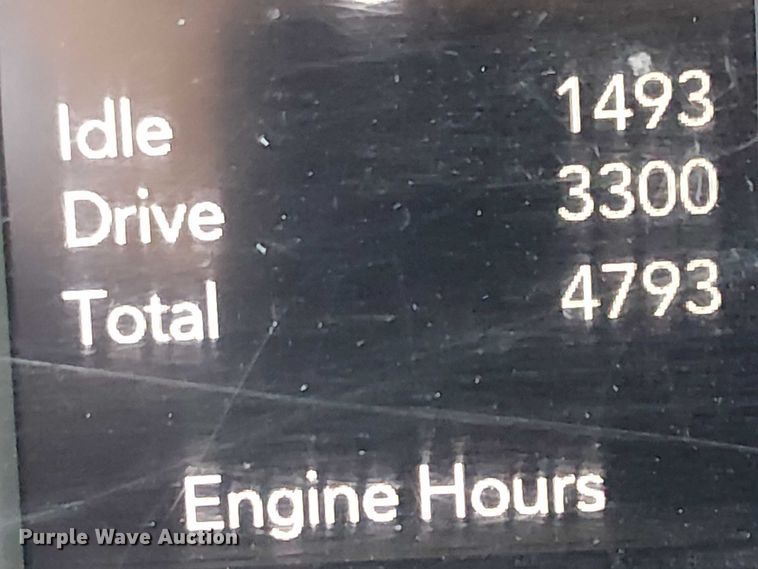 Idle 1493
Drive 3300
Total 4793
Engine Hours
Purple Wave Auction